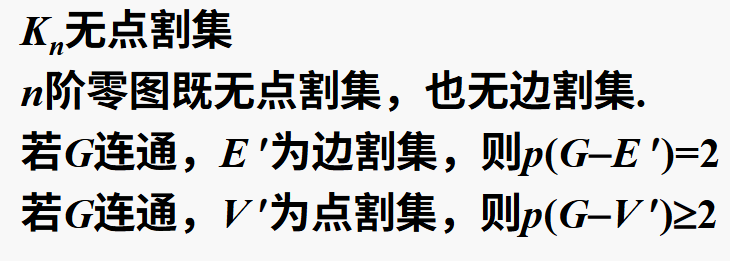 Kn无点割集
n阶零图既无点割集，也无边割集.
若G连通，E ′为边割集，则p(G–E ′)=2
若G连通，V ′为点割集，则p(G–V ′)≥2